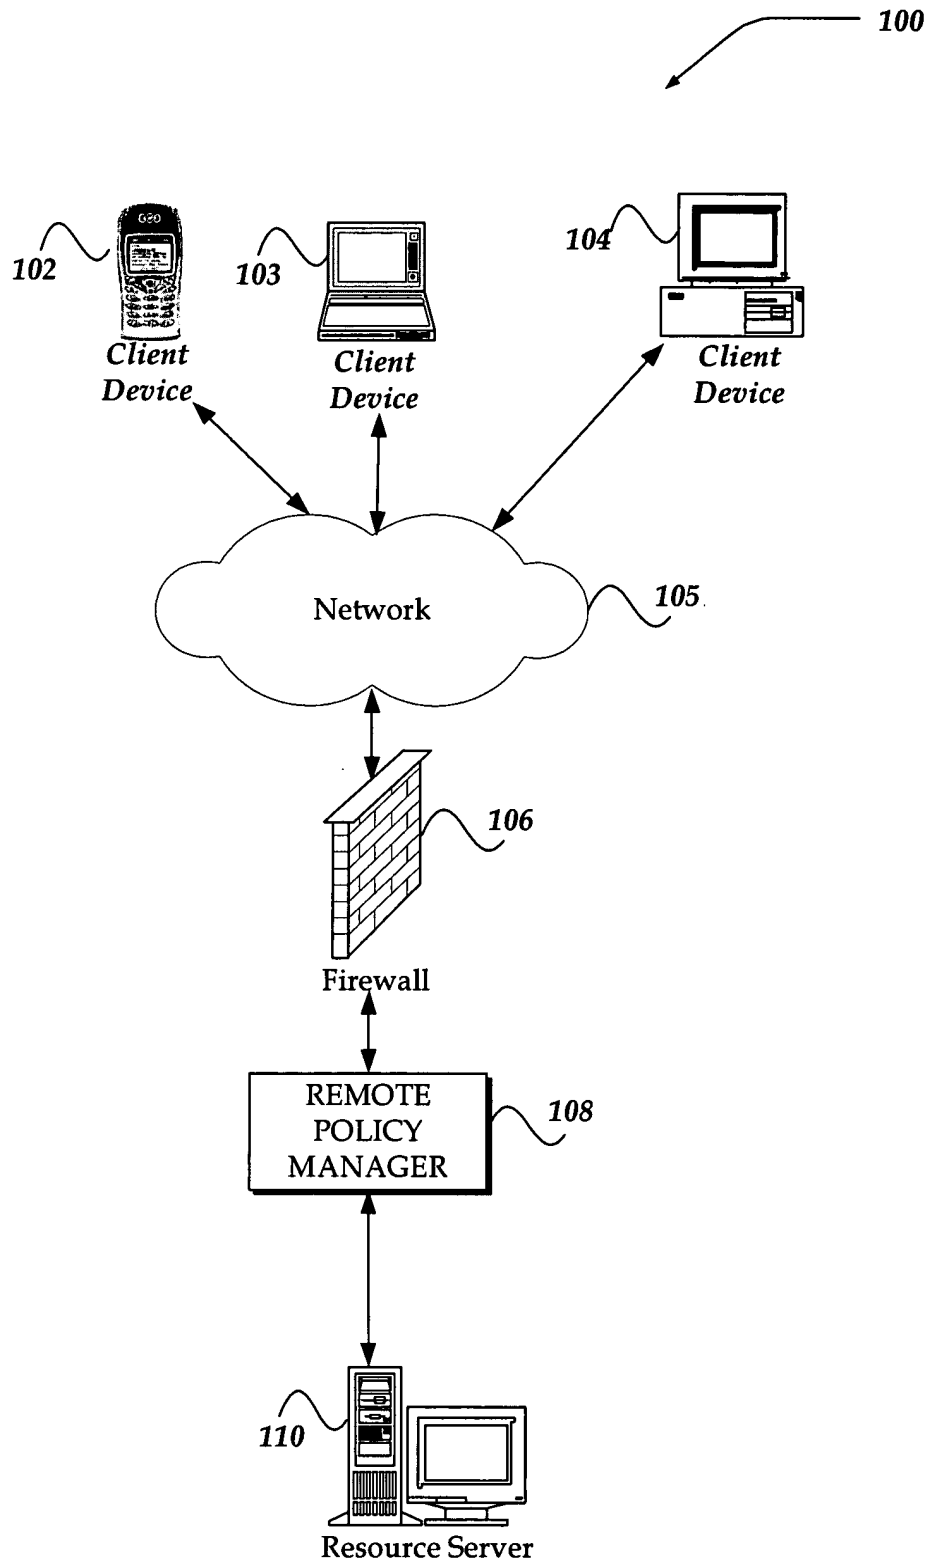 100
102
103
104
Client
Device
Client
Device
Client
Device
Network
105
106
Firewall
REMOTE
POLICY
MANAGER
108
110
Resource Server